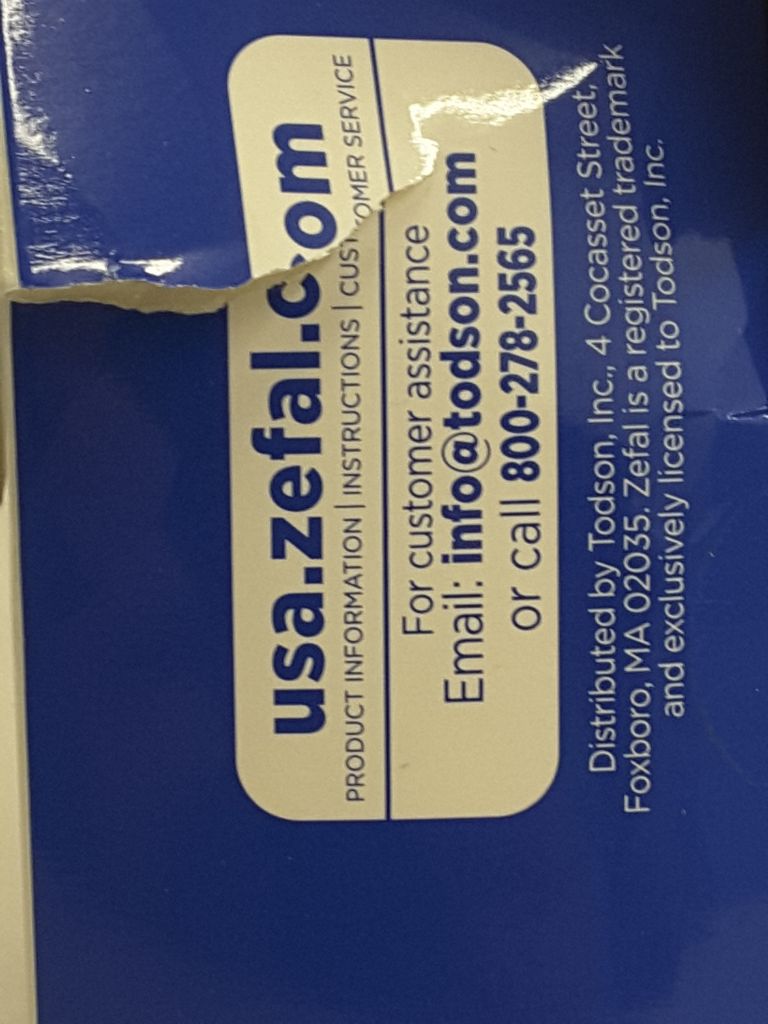 usa.zefal.com
PRODUCT INFORMATION | INSTRUCTIONS | CUSTOMER SERVICE
For customer assistance
Email: info@todson.com
or call 800-278-2565
Distributed by Todson, Inc., 4 Cocasset Street,
Foxboro, MA 02035. Zefal is a registered trademark
and exclusively licensed to Todson, Inc.